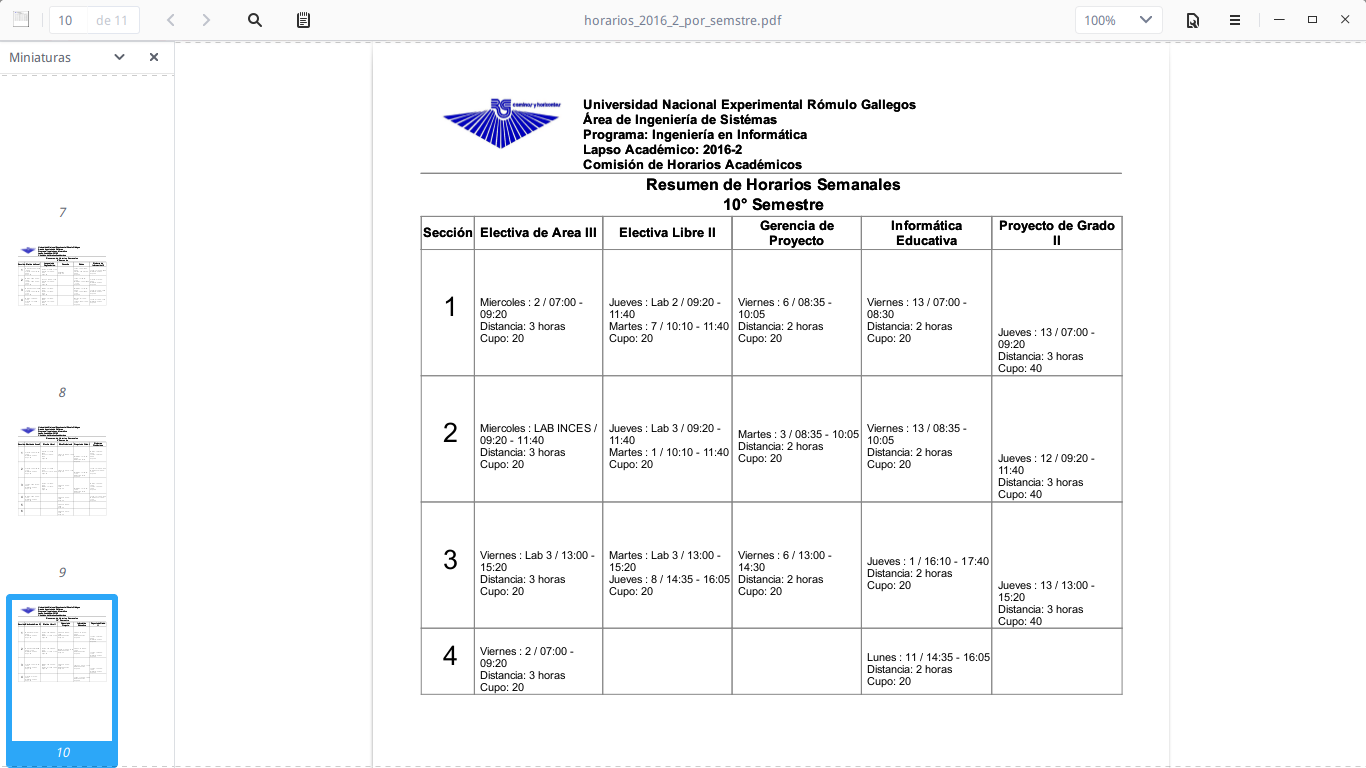 10 de 11
horarios_2016_2_por_semstre.pdf
100%
Miniaturas
7
8
9
10
caminos y horizontes
Universidad Nacional Experimental Rómulo Gallegos
Área de Ingeniería de Sistémas
Programa: Ingeniería en Informática
Lapso Académico: 2016-2
Comisión de Horarios Académicos
Resumen de Horarios Semanales
10° Semestre
Sección
Electiva de Area III
Electiva Libre II
Gerencia de
Proyecto
Informática
Educativa
Proyecto de Grado
II
1
Miercoles : 2 / 07:00 -
09:20
Distancia: 3 horas
Cupo: 20
Jueves : Lab 2 / 09:20 -
11:40
Martes : 7 / 10:10 - 11:40
Cupo: 20
Viernes : 6 / 08:35 -
10:05
Distancia: 2 horas
Cupo: 20
Viernes : 13 / 07:00 -
08:30
Distancia: 2 horas
Cupo: 20
Jueves : 13 / 07:00 -
09:20
Distancia: 3 horas
Cupo: 40
2
Miercoles : LAB INCES /
09:20 - 11:40
Distancia: 3 horas
Cupo: 20
Jueves : Lab 3 / 09:20 -
11:40
Martes : 1 / 10:10 - 11:40
Cupo: 20
Martes : 3 / 08:35 - 10:05
Distancia: 2 horas
Cupo: 20
Viernes : 13 / 08:35 -
10:05
Distancia: 2 horas
Cupo: 20
Jueves : 12 / 09:20 -
11:40
Distancia: 3 horas
Cupo: 40
3
Viernes : Lab 3 / 13:00 -
15:20
Distancia: 3 horas
Cupo: 20
Martes : Lab 3 / 13:00 -
15:20
Jueves : 8 / 14:35 - 16:05
Cupo: 20
Viernes : 6 / 13:00 -
14:30
Distancia: 2 horas
Cupo: 20
Jueves : 1 / 16:10 - 17:40
Distancia: 2 horas
Cupo: 20
Jueves : 13 / 13:00 -
15:20
Distancia: 3 horas
Cupo: 40
4
Viernes : 2 / 07:00 -
09:20
Distancia: 3 horas
Cupo: 20
Lunes : 11 / 14:35 - 16:05
Distancia: 2 horas
Cupo: 20